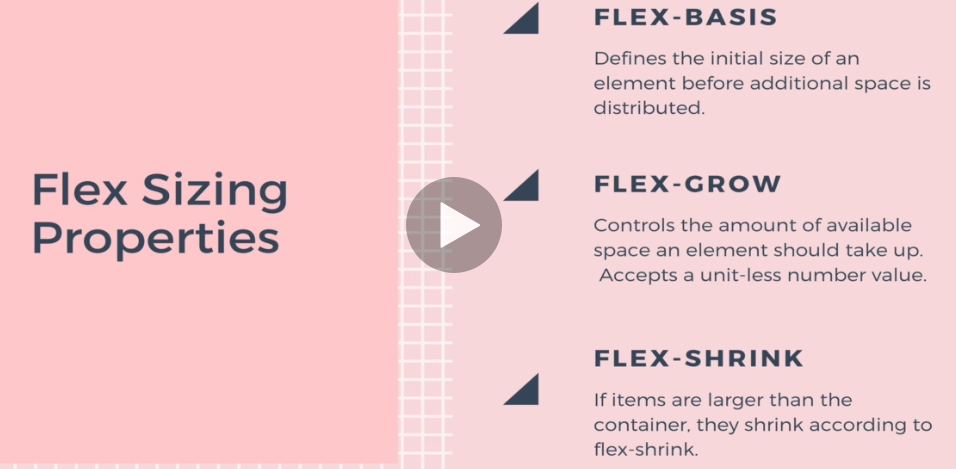 Flex Sizing
Properties
FLEX-BASIS
Defines the initial size of an
element before additional space is
distributed.
FLEX-GROW
Controls the amount of available
space an element should take up.
Accepts a unit-less number value.
FLEX-SHRINK
If items are larger than the
container, they shrink according to
flex-shrink.